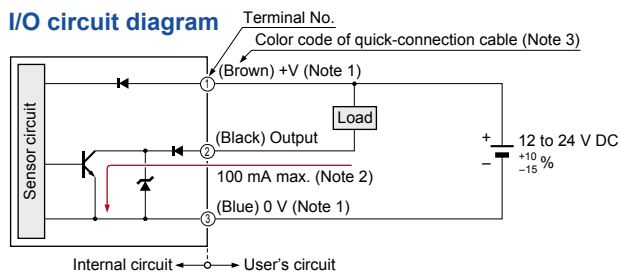 I/O circuit diagram
Terminal No.
Color code of quick-connection cable (Note 3)
(Brown) +V (Note 1)
1
Load
Sensor circuit
(Black) Output
2
+
12 to 24 V DC
– +10 –15 %
100 mA max. (Note 2)
(Blue) 0 V (Note 1)
3
Internal circuit
User's circuit